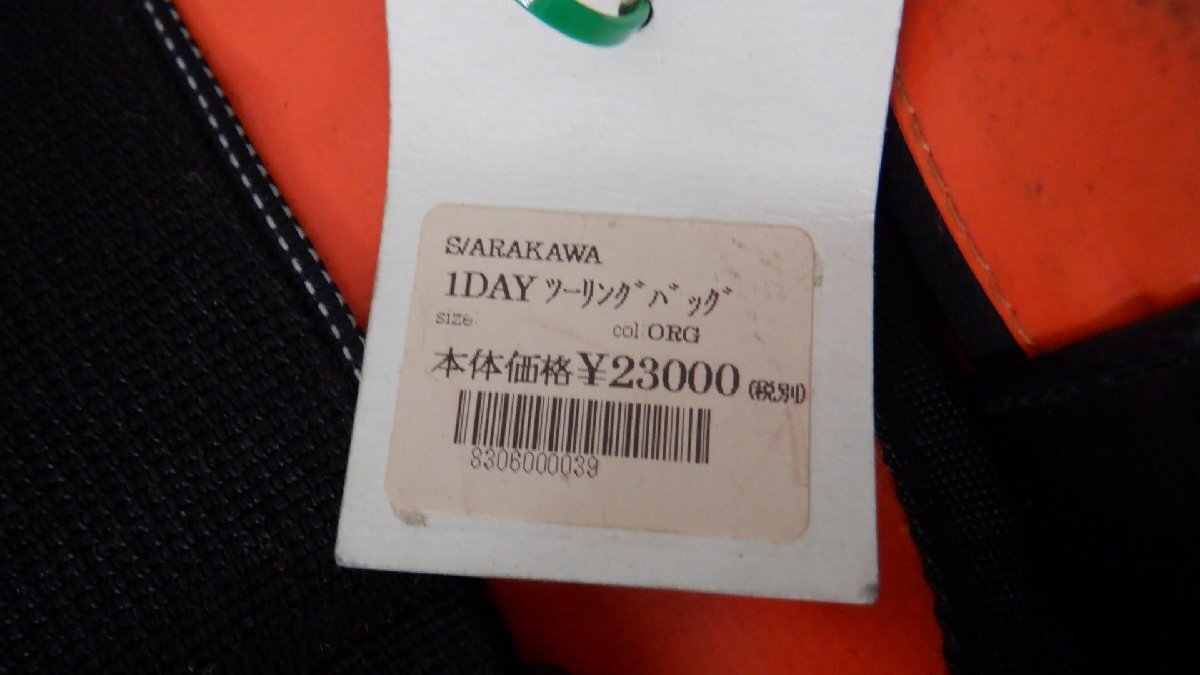 S/ARAKAWA
1DAY ﾂｰﾘﾝｸﾞﾊﾞｯｸﾞ
size: col:ORG
本体価格¥23000(税別)
8306000039